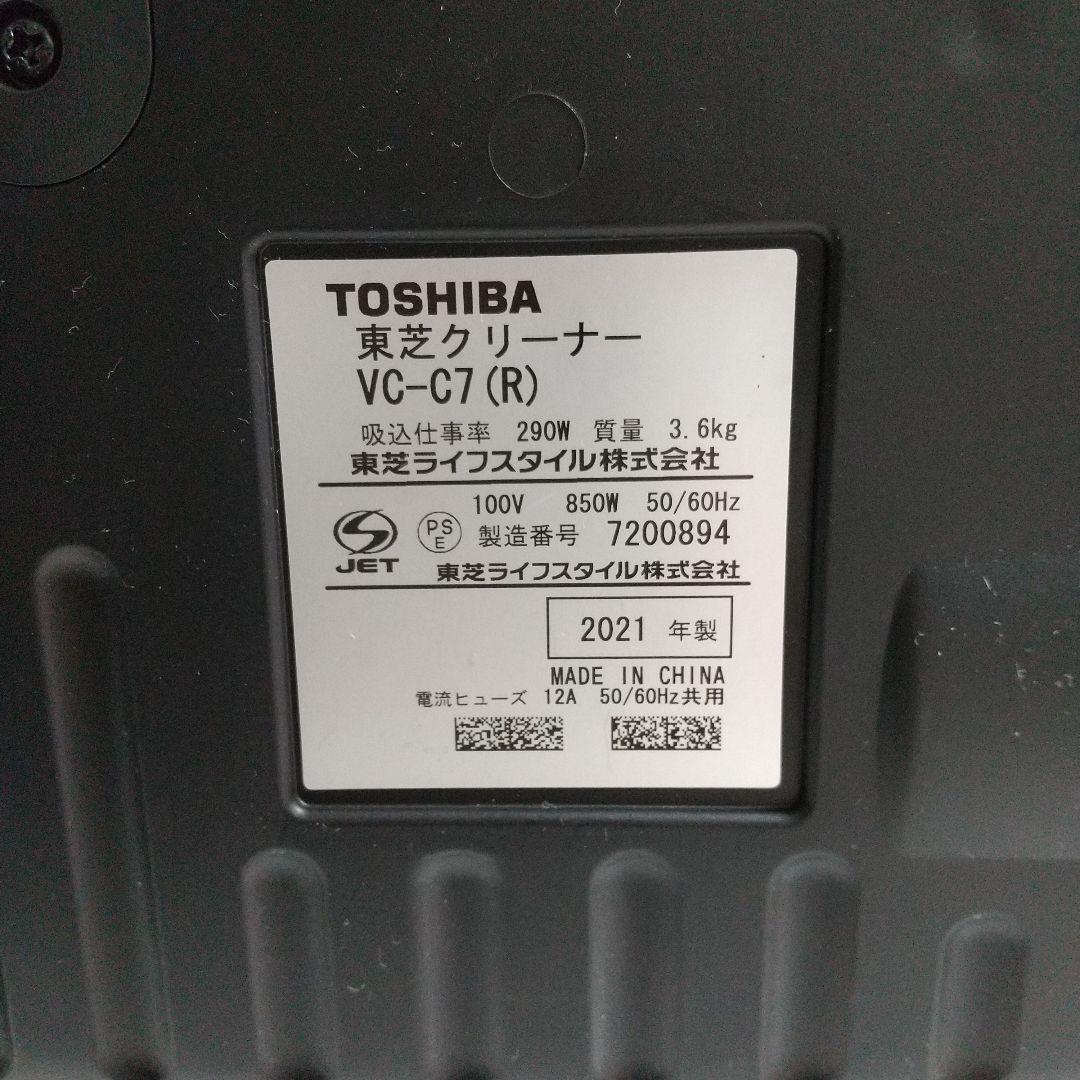 TOSHIBA
東芝クリーナー
VC-C7(R)
吸込仕事率 290W 質量 3.6kg
東芝ライフスタイル株式会社
100V 850W 50/60Hz
JET PSE 製造番号 7200894
東芝ライフスタイル株式会社
2021 年製
MADE IN CHINA
電流ヒューズ 12A 50/60Hz共用